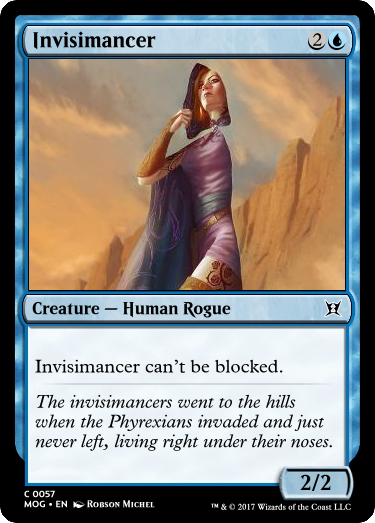 Invisimancer 2
Creature — Human Rogue
Invisimancer can't be blocked.
The invisimancers went to the hills
when the Phyrexians invaded and just
never left, living right under their noses.
2/2
C 0057
MOG • EN Robson Michel
™ & © 2017 Wizards of the Coast LLC